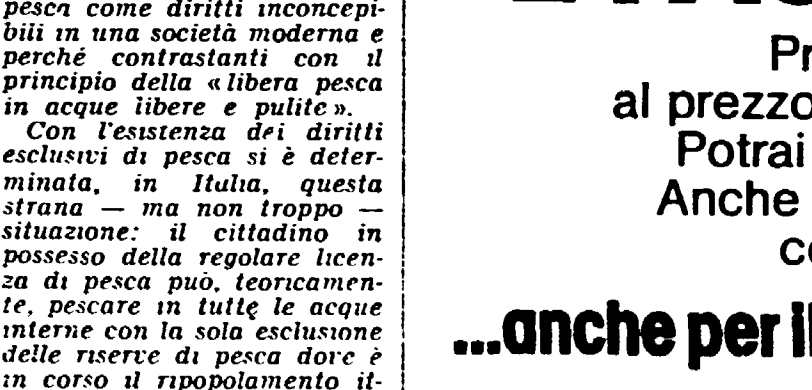 pesca come diritti inconcepi-
bili in una società moderna e
perché contrastanti con il
principio della «libera pesca
in acque libere e pulite».
Con l'esistenza dei diritti
esclusivi di pesca si è deter-
minata, in Italia, questa
strana — ma non troppo —
situazione: il cittadino in
possesso della regolare licen-
za di pesca può, teoricamen-
te, pescare in tutte le acque
interne con la sola esclusione
delle riserve di pesca dove è
in corso il ripopolamento it-
al prezzo
Potrai
Anche
...anche per il